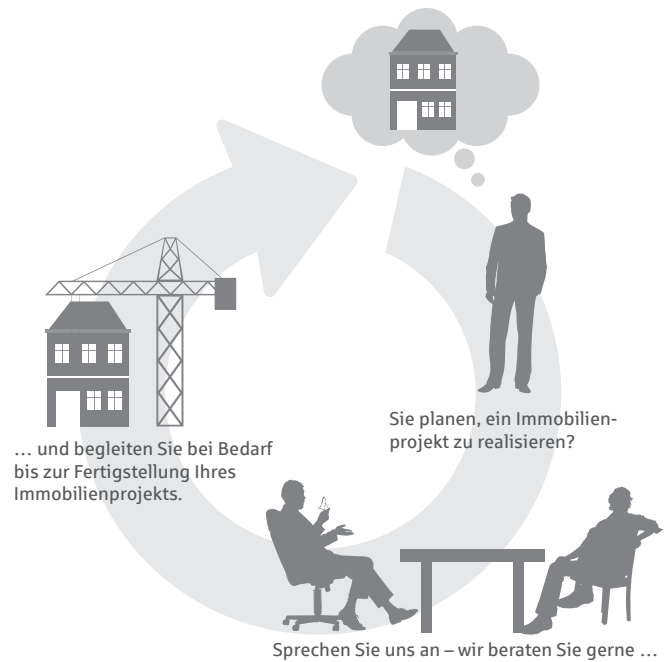 Sie planen, ein Immobilien-
projekt zu realisieren?
Sprechen Sie uns an – wir beraten Sie gerne …
… und begleiten Sie bei Bedarf
bis zur Fertigstellung Ihres
Immobilienprojekts.